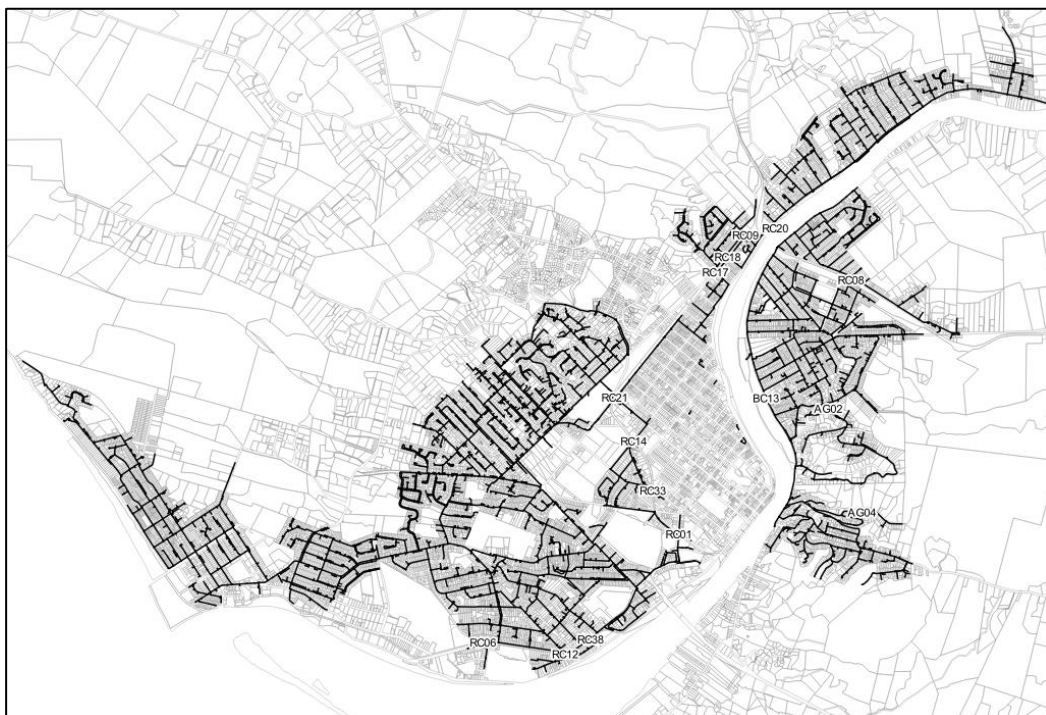 RC20
RC09
RC18
RC17
RC08
RC21
BC13
AG02
RC14
RC33
AG04
RC01
RC38
RC06
RC12